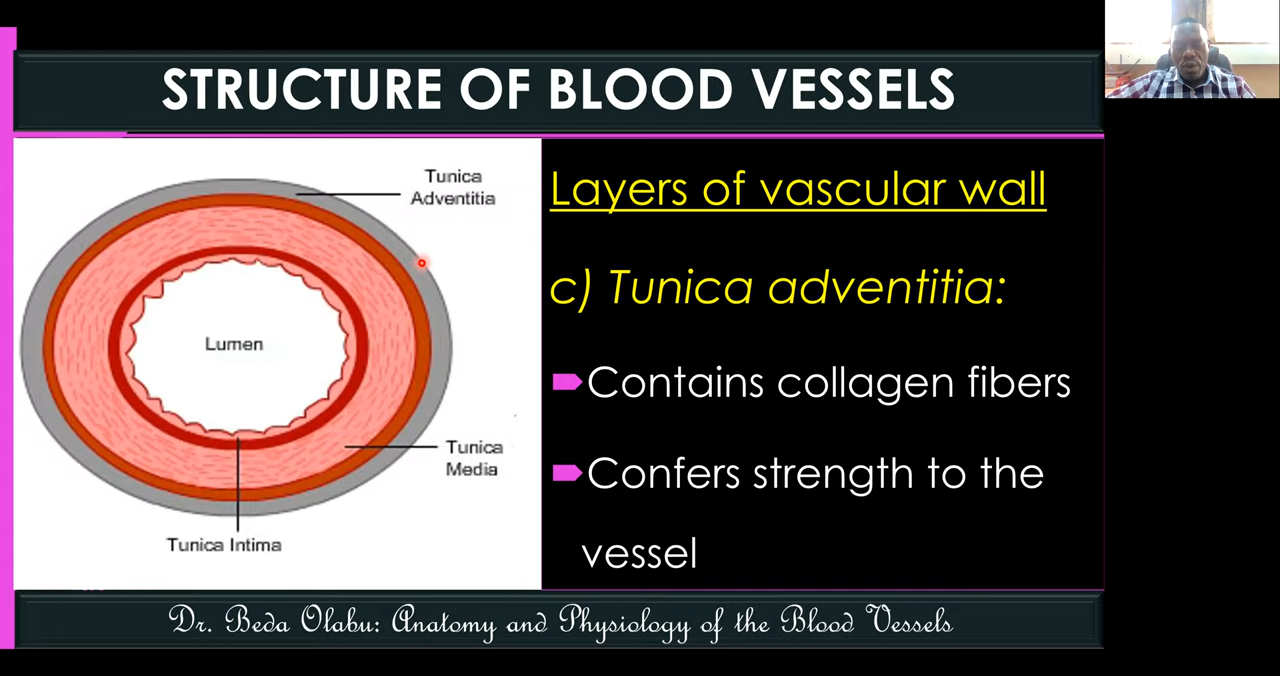 STRUCTURE OF BLOOD VESSELS
Tunica
Adventitia
Lumen
Tunica
Media
Tunica Intima
Layers of vascular wall
c) Tunica adventitia:
Contains collagen fibers
Confers strength to the
vessel
Dr. Beda Olabu: Anatomy and Physiology of the Blood Vessels